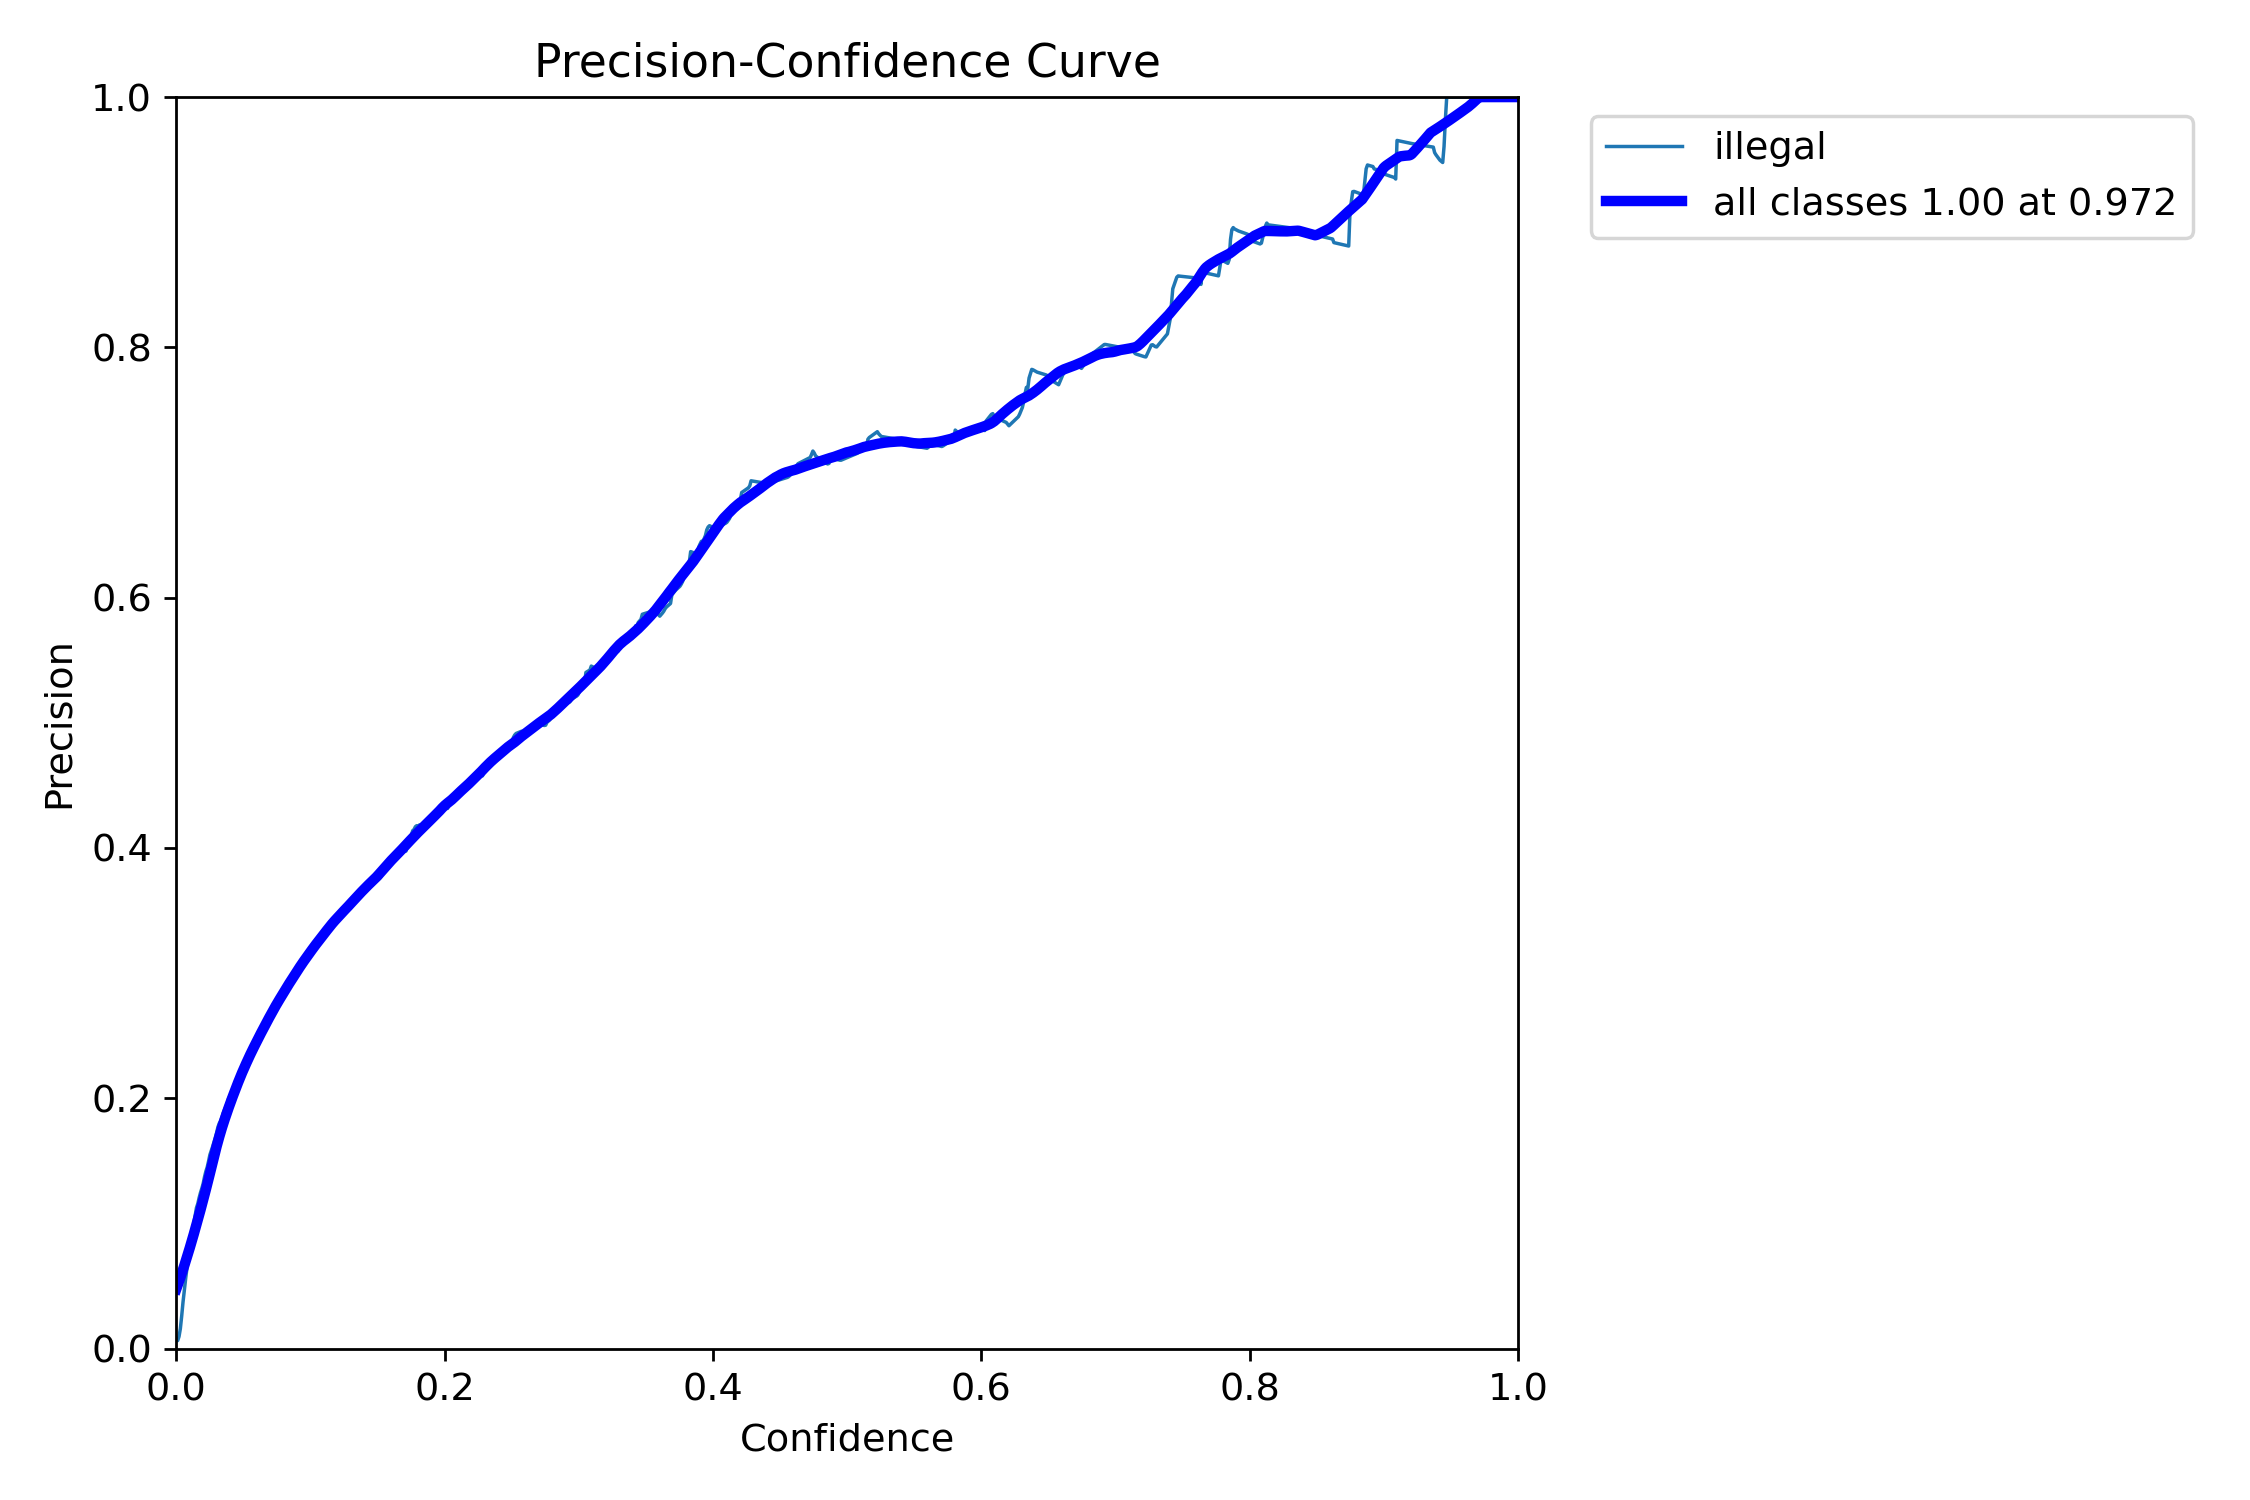 Precision-Confidence Curve
1.0
0.8
0.6
0.4
0.2
0.0
Precision
0.0 0.2 0.4 0.6 0.8 1.0
Confidence
illegal
all classes 1.00 at 0.972